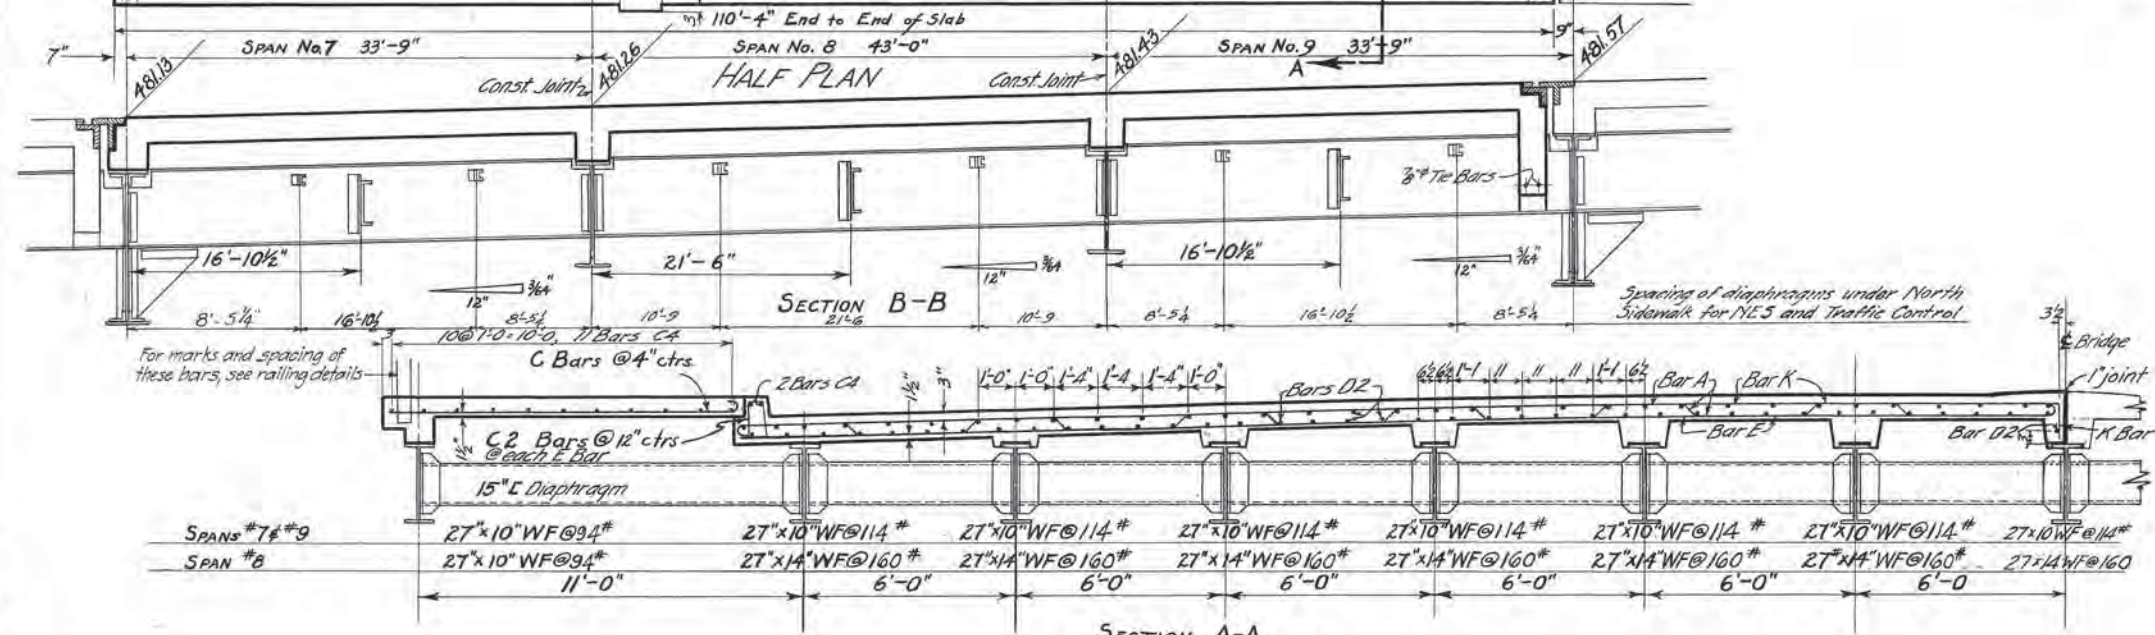 110'-4" End to End of Slab
9"
7"
SPAN No.7 33'-9"
SPAN No. 8 43'-0"
SPAN No.9 33'-9"
481.13
481.26
481.43
481.57
Const. Joint
HALF PLAN
Const. Joint
A
7/8"ᶲ Tie Bars
16'-10½"
21'-6"
16'-10½"
12" 3/64"
12" 3/64
12" 3/64"
SECTION B-B
8'-5¼" 16'-10½ 8'-5¼ 10'-9 21'-6 10'-9 8'-5¼ 16'-10½ 8'-5¼
Spacing of diaphragms under North
Sidewalk for NES and Traffic Control
3½
3"
10@1'-0=10'-0, 11 Bars C4
For marks and spacing of
these bars, see railing details
C Bars @4" ctrs.
2 Bars C4
1½"
3"
1'-0" 1'-0 1'-4" 1'-4 1'-4" 1'-0"
Bars D2
6½ 6½ 1'-1 11 11 11 1'-1 6½
Bar A
Bar K
℄ Bridge
1" joint
1½"
C2 Bars @12" ctrs
@ each E Bar
Bar E
Bar D2
K Bar
15" [ Diaphragm
SPANS #7 & #9 27"x10" WF@94# 27"x10" WF@114# 27"x10" WF@114# 27"x10" WF@114# 27"x10" WF@114# 27"x10" WF@114# 27"x10" WF@114# 27x10 WF@114#
SPAN #8 27"x10" WF@94# 27"x14" WF@160# 27"x14" WF@160# 27"x14" WF@160# 27"x14" WF@160# 27"x14" WF@160# 27"x14" WF@160# 27x14 WF@160
11'-0" 6'-0" 6'-0" 6'-0" 6'-0" 6'-0" 6'-0
SECTION A-A